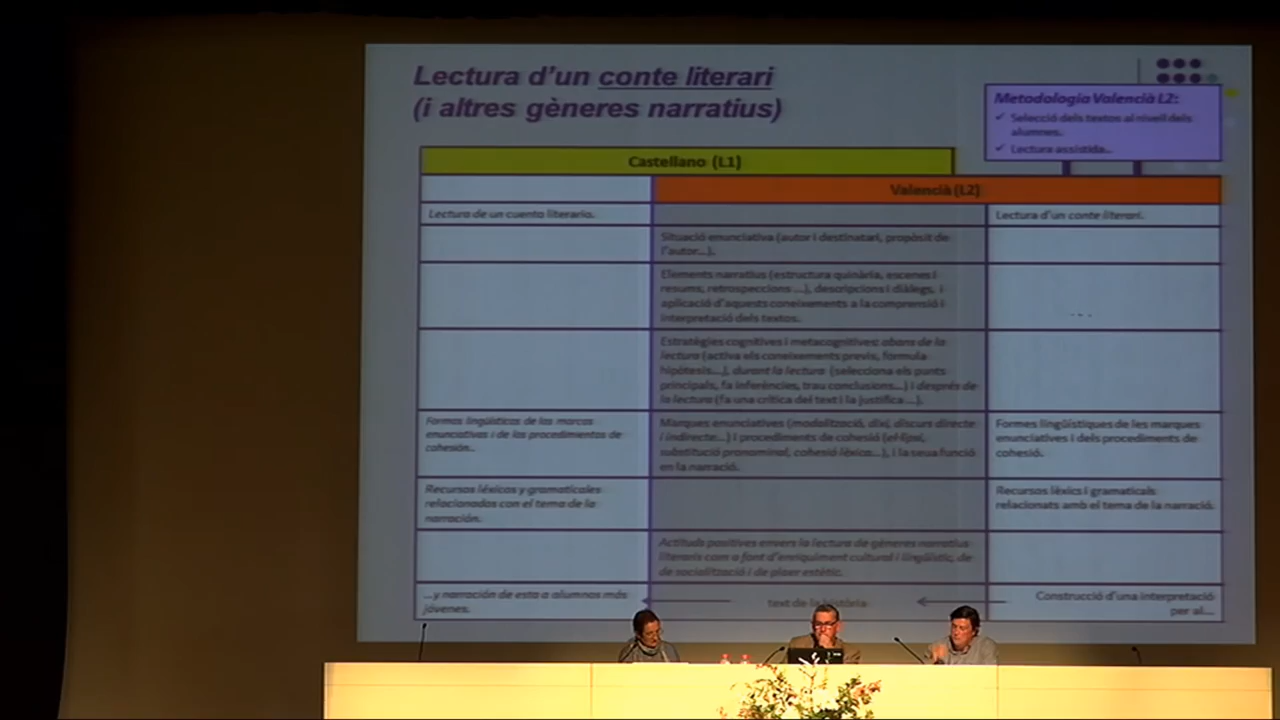 Lectura d'un conte literari
(i altres gèneres narratius)
Metodologia Valencià L2:
✓ Selecció dels textos al nivell dels
alumnes.
✓ Lectura assistida...
Castellano (L1)
Valencià (L2)
Lectura de un cuento literario.
Lectura d'un conte literari.
Situació enunciativa (autor i destinatari, propòsit de
l'autor...).
Elements narratius (estructura quinària, escenes i
resums, retrospeccions ...), descripcions i diàlegs, i
aplicació d'aquests coneixements a la comprensió i
interpretació dels textos.
Estratègies cognitives i metacognitives: abans de la
lectura (activa els coneixements previs, formula
hipòtesis...), durant la lectura (selecciona els punts
principals, fa inferències, trau conclusions...) i després de
la lectura (fa una crítica del text i la justifica ...).
Formas lingüísticas de las marcas
enunciativas i de los procedimientos de
cohesión..
Marques enunciatives (modalització, dixi, discurs directe
i indirecte...) i procediments de cohesió (el·lipsi,
substitució pronominal, cohesió lèxica...), i la seua funció
en la narració.
Formes lingüístiques de les marques
enunciatives i dels procediments de
cohesió.
Recursos léxicos y gramaticales
relacionados con el tema de la
narración.
Recursos lèxics i gramaticals
relacionats amb el tema de la narració.
Actituds positives envers la lectura de gèneres narratius
literaris com a font d'enriquiment cultural i lingüístic, de
de socialització i de plaer estètic.
...y narración de esta a alumnos más
jóvenes.
text de la història
Construcció d'una interpretació
per al...